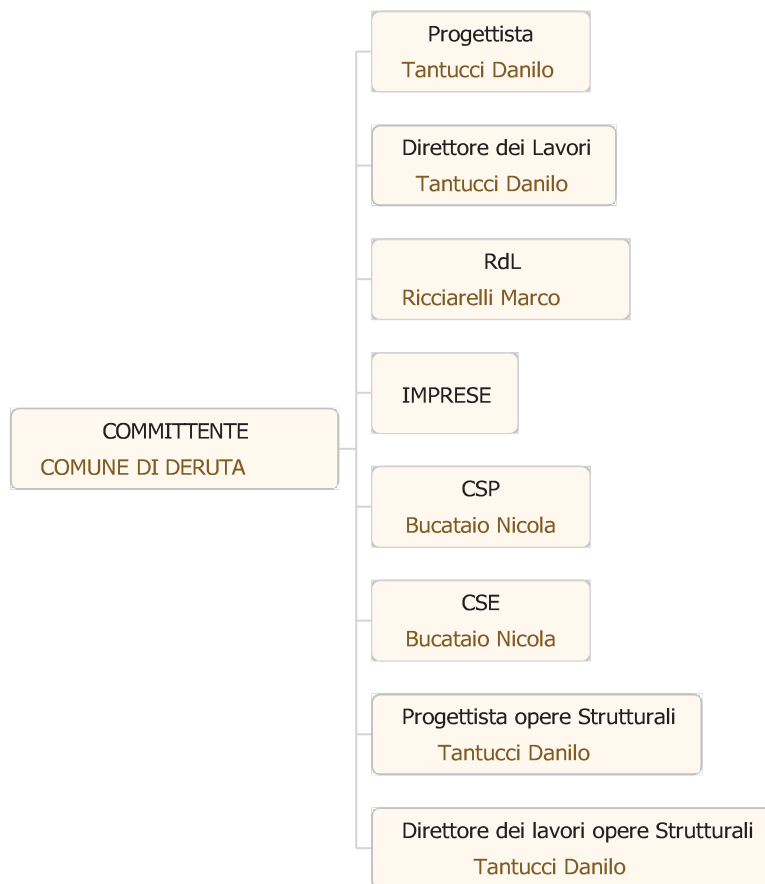 Progettista
Tantucci Danilo
Direttore dei Lavori
Tantucci Danilo
RdL
Ricciarelli Marco
IMPRESE
COMMITTENTE
COMUNE DI DERUTA
CSP
Bucataio Nicola
CSE
Bucataio Nicola
Progettista opere Strutturali
Tantucci Danilo
Direttore dei lavori opere Strutturali
Tantucci Danilo